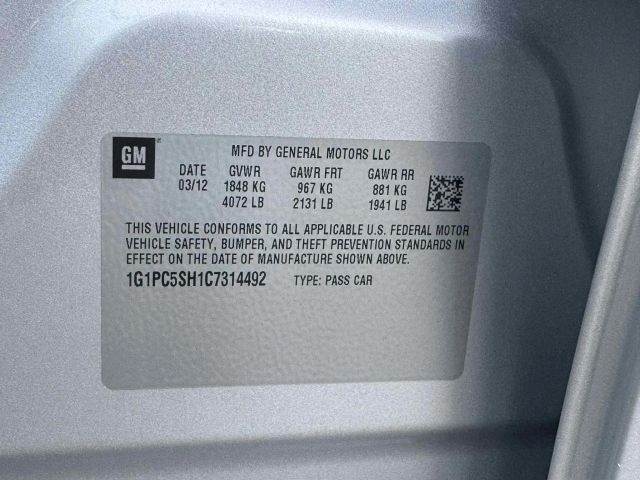 GM
MFD BY GENERAL MOTORS LLC
DATE GVWR GAWR FRT GAWR RR
03/12 1848 KG 967 KG 881 KG
4072 LB 2131 LB 1941 LB
THIS VEHICLE CONFORMS TO ALL APPLICABLE U.S. FEDERAL MOTOR
VEHICLE SAFETY, BUMPER, AND THEFT PREVENTION STANDARDS IN
EFFECT ON THE DATE OF MANUFACTURE SHOWN ABOVE.
1G1PC5SH1C7314492 TYPE: PASS CAR